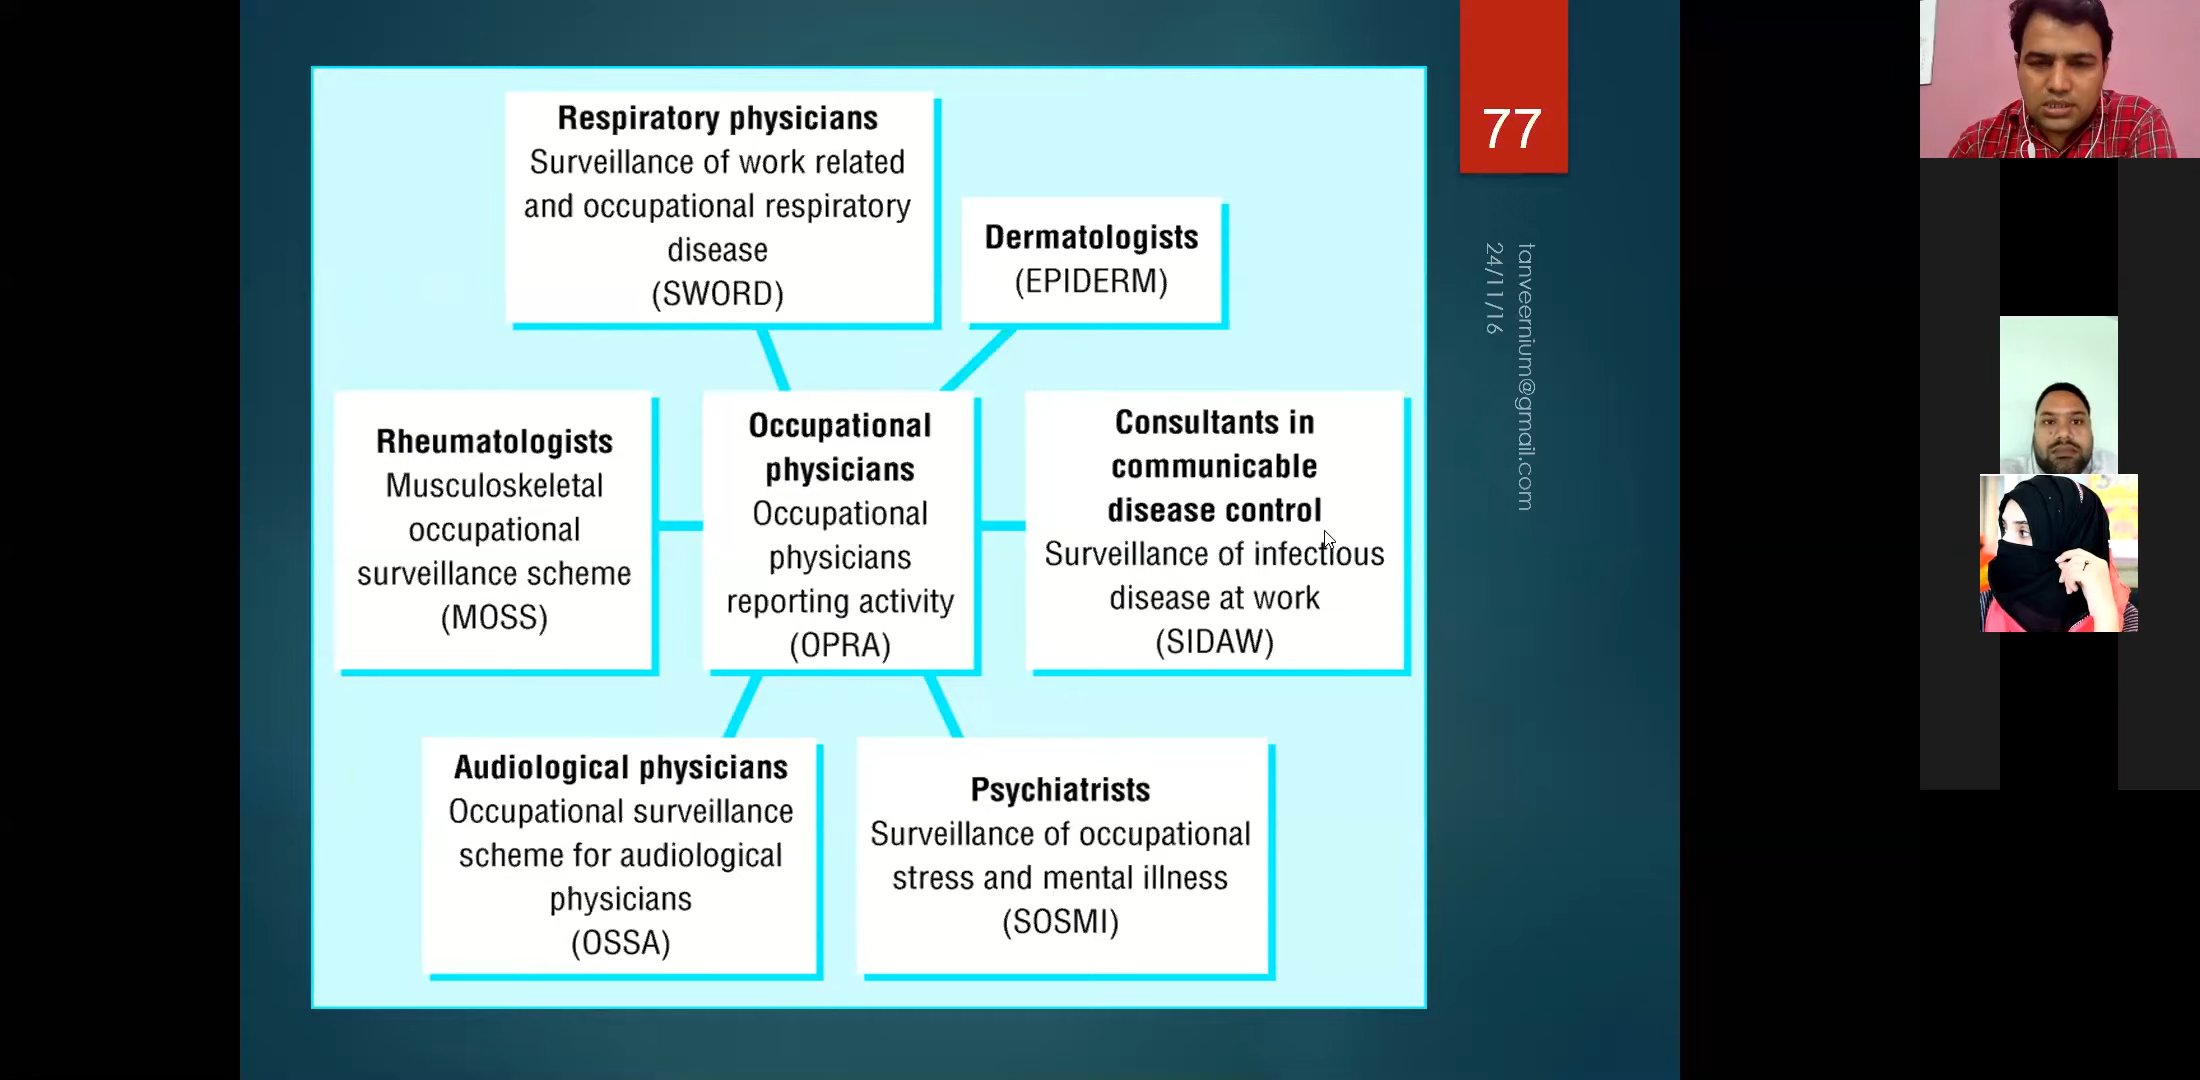 Respiratory physicians
Surveillance of work related
and occupational respiratory
disease
(SWORD)
Dermatologists
(EPIDERM)
Rheumatologists
Musculoskeletal
occupational
surveillance scheme
(MOSS)
Occupational
physicians
Occupational
physicians
reporting activity
(OPRA)
Consultants in
communicable
disease control
Surveillance of infectious
disease at work
(SIDAW)
Audiological physicians
Occupational surveillance
scheme for audiological
physicians
(OSSA)
Psychiatrists
Surveillance of occupational
stress and mental illness
(SOSMI)
77
tanveernium@gmail.com
24/11/16